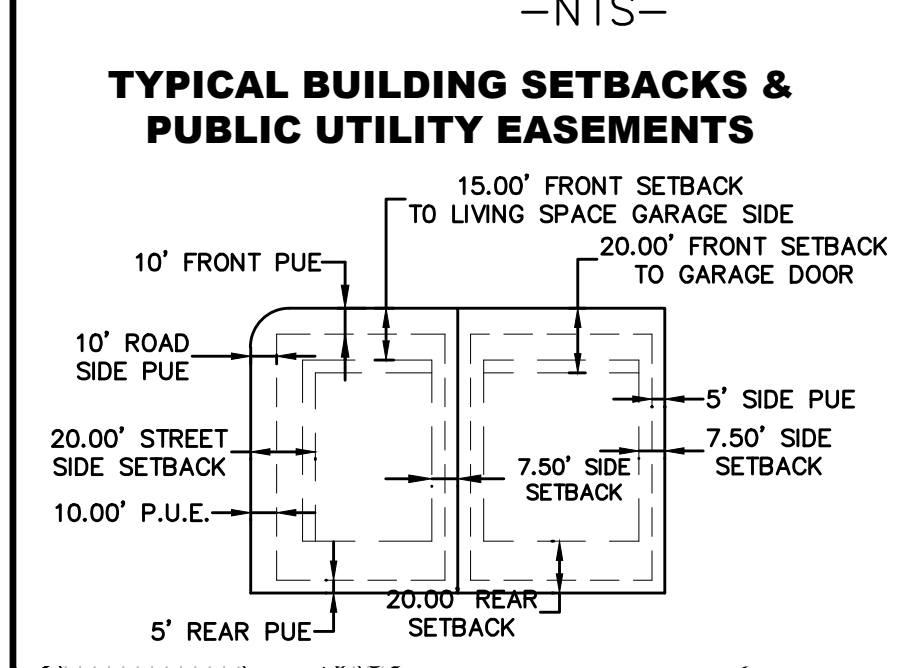 –NTS–
TYPICAL BUILDING SETBACKS &
PUBLIC UTILITY EASEMENTS
15.00' FRONT SETBACK
TO LIVING SPACE GARAGE SIDE
20.00' FRONT SETBACK
TO GARAGE DOOR
10' FRONT PUE
10' ROAD
SIDE PUE
5' SIDE PUE
20.00' STREET
SIDE SETBACK
7.50' SIDE
SETBACK
7.50' SIDE
SETBACK
10.00' P.U.E.
20.00' REAR
SETBACK
5' REAR PUE